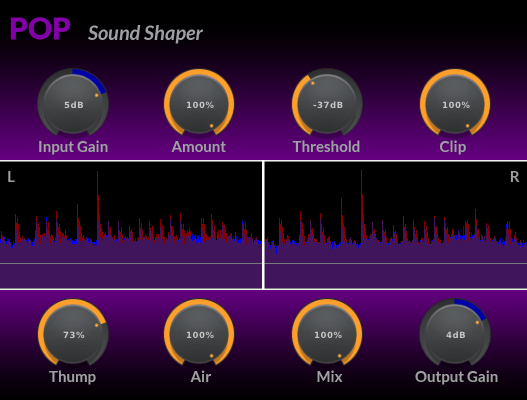 POP Sound Shaper
5dB 100% -37dB 100%
Input Gain Amount Threshold Clip
L R
73% 100% 100% 4dB
Thump Air Mix Output Gain